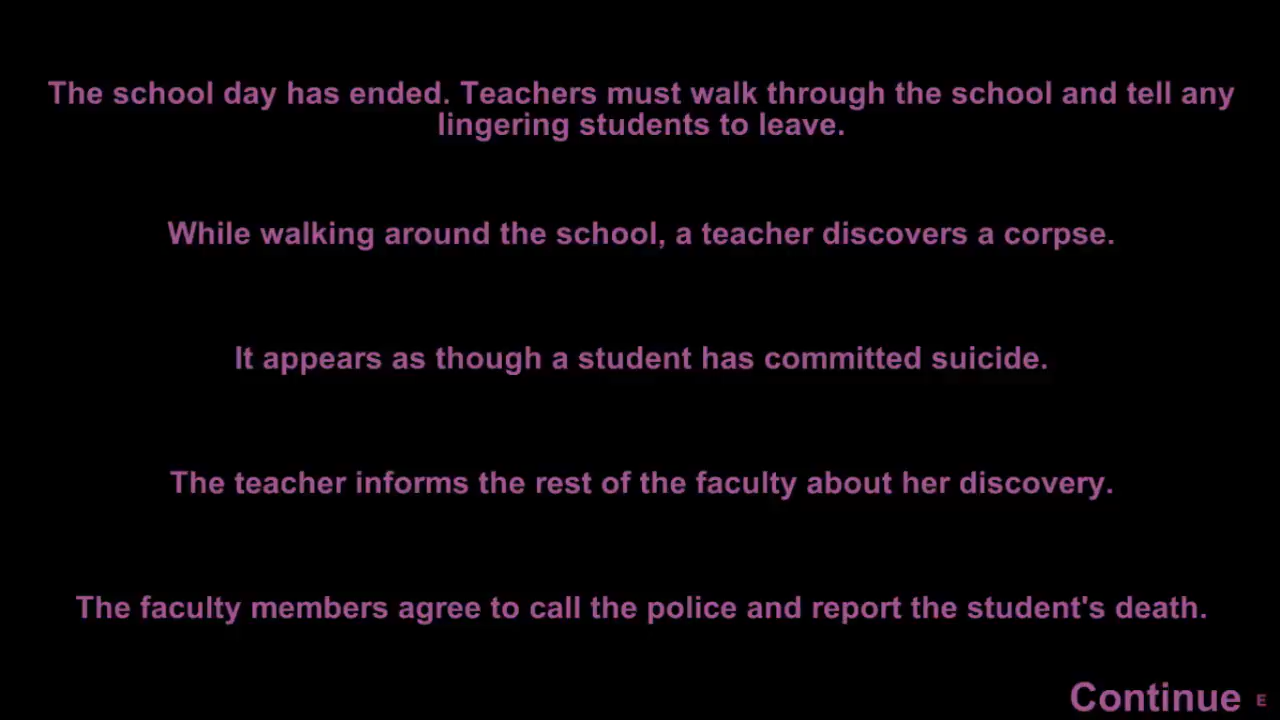 The school day has ended. Teachers must walk through the school and tell any
lingering students to leave.
While walking around the school, a teacher discovers a corpse.
It appears as though a student has committed suicide.
The teacher informs the rest of the faculty about her discovery.
The faculty members agree to call the police and report the student's death.
Continue E